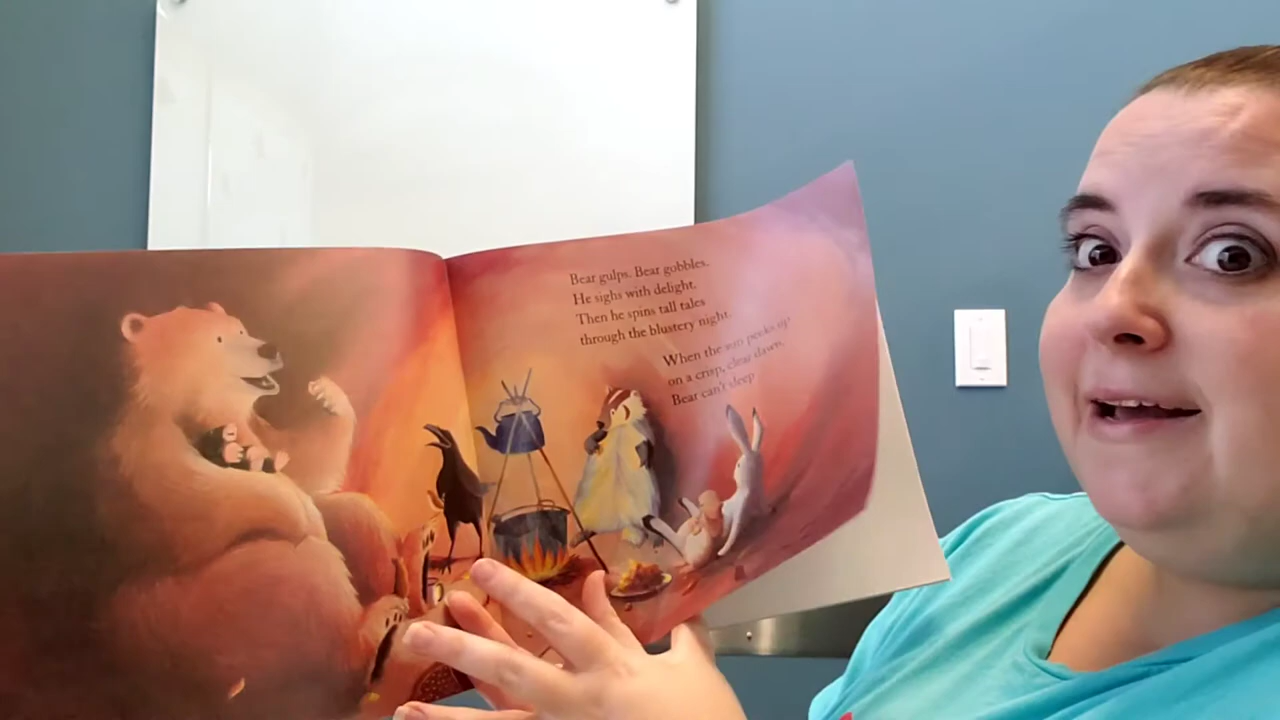 Bear gulps. Bear gobbles.
He sighs with delight.
Then he spins tall tales
through the blustery night.
When the sun peeks up
on a crisp, clear dawn,
Bear can't sleep